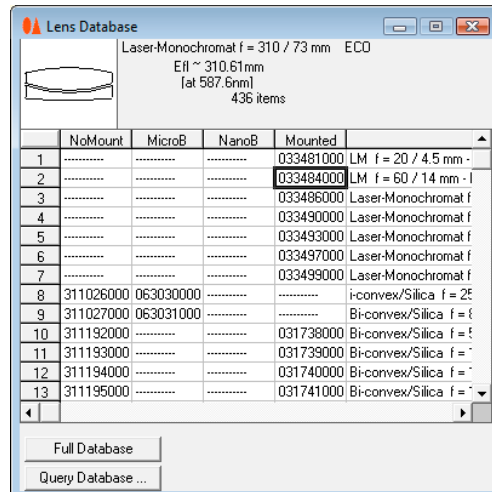 Lens Database
Laser-Monochromat f = 310 / 73 mm ECO
Efl ~ 310.61mm
[at 587.6nm]
436 items
NoMount MicroB NanoB Mounted
1 ----------- ----------- ----------- 033481000 LM f = 20 / 4.5 mm -
2 ----------- ----------- ----------- 033484000 LM f = 60 / 14 mm -
3 ----------- ----------- ----------- 033486000 Laser-Monochromat f
4 ----------- ----------- ----------- 033490000 Laser-Monochromat f
5 ----------- ----------- ----------- 033493000 Laser-Monochromat f
6 ----------- ----------- ----------- 033497000 Laser-Monochromat f
7 ----------- ----------- ----------- 033499000 Laser-Monochromat f
8 311026000 063030000 ----------- ----------- i-convex/Silica f = 25
9 311027000 063031000 ----------- ----------- Bi-convex/Silica f = 8
10 311192000 ----------- ----------- 031738000 Bi-convex/Silica f = 5
11 311193000 ----------- ----------- 031739000 Bi-convex/Silica f =
12 311194000 ----------- ----------- 031740000 Bi-convex/Silica f =
13 311195000 ----------- ----------- 031741000 Bi-convex/Silica f =
Full Database
Query Database ...